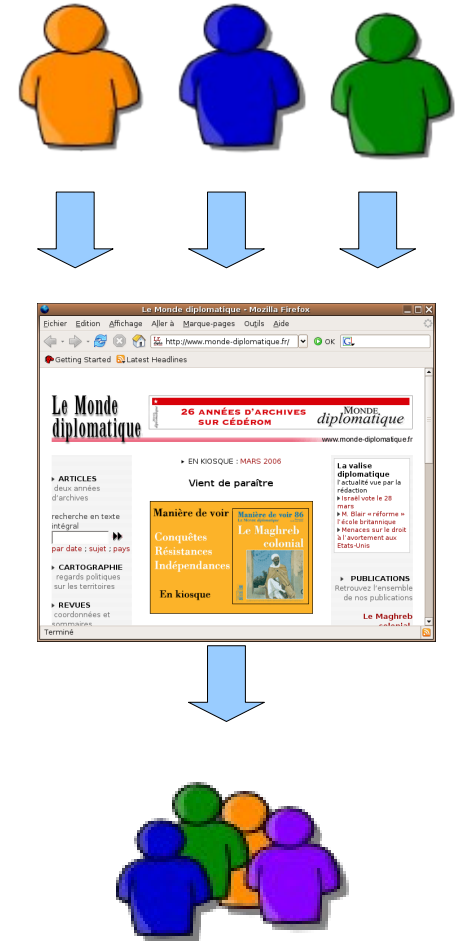 Le Monde diplomatique - Mozilla Firefox
Fichier Edition Affichage Aller à Marque-pages Outils Aide
http://www.monde-diplomatique.fr/ OK G
Getting Started Latest Headlines
Le Monde
diplomatique
26 ANNÉES D'ARCHIVES
SUR CÉDÉROM
LE MONDE
diplomatique
www.monde-diplomatique.fr
EN KIOSQUE : MARS 2006
Vient de paraître
ARTICLES
deux années
d'archives
recherche en texte
intégral
par date ; sujet ; pays
CARTOGRAPHIE
regards politiques
sur les territoires
REVUES
coordonnées et
sommaires
Manière de voir
Conquêtes
Résistances
Indépendances
En kiosque
Manière de voir 86
Le Monde diplomatique
Le Maghreb
colonial
La valise
diplomatique
l'actualité vue par la
rédaction
Israël vote le 28
mars
M. Blair « réforme »
l'école britannique
Menaces sur le droit
à l'avortement aux
Etats-Unis
PUBLICATIONS
Retrouvez l'ensemble
de nos publications
Le Maghreb
colonial
Terminé